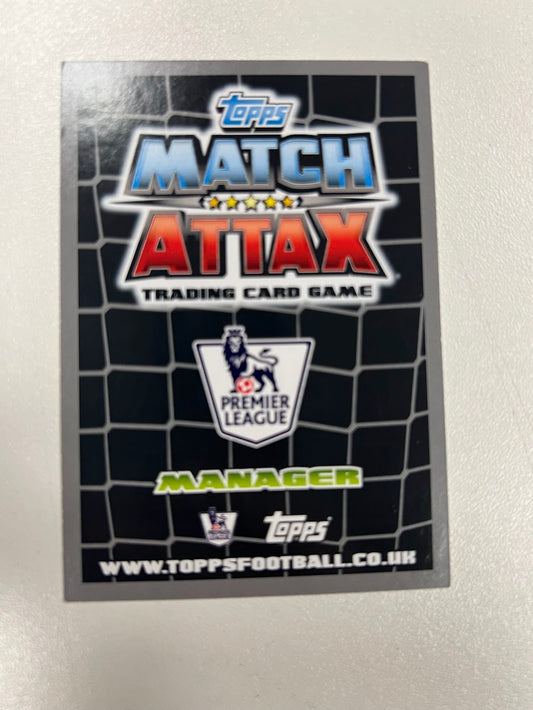 Topps
MATCH
ATTAX
TRADING CARD GAME
PREMIER
LEAGUE
MANAGER
Topps
WWW.TOPPSFOOTBALL.CO.UK